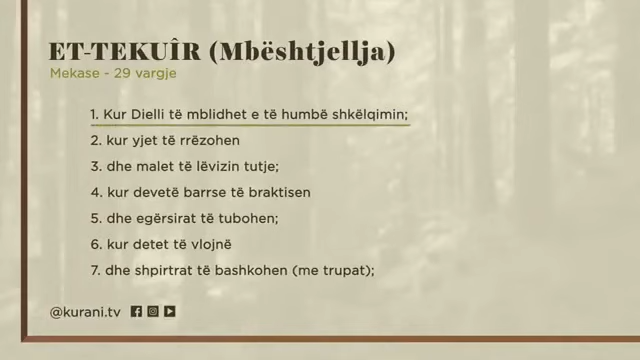 ET-TEKUÎR (Mbështjellja)
Mekase - 29 vargje
1. Kur Dielli të mblidhet e të humbë shkëlqimin;
2. kur yjet të rrëzohen
3. dhe malet të lëvizin tutje;
4. kur devetë barrse të braktisen
5. dhe egërsirat të tubohen;
6. kur detet të vlojnë
7. dhe shpirtrat të bashkohen (me trupat);
@kurani.tv